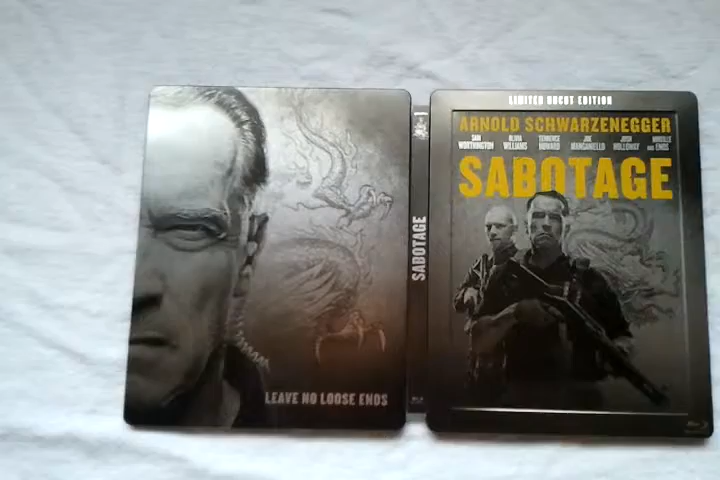 LEAVE NO LOOSE ENDS
SABOTAGE
LIMITED UNCUT EDITION
ARNOLD SCHWARZENEGGER
SAM WORTHINGTON
OLIVIA WILLIAMS
TERRENCE HOWARD
JOE MANGANIELLO
JOSH HOLLOWAY
MIREILLE AND ENOS
SABOTAGE